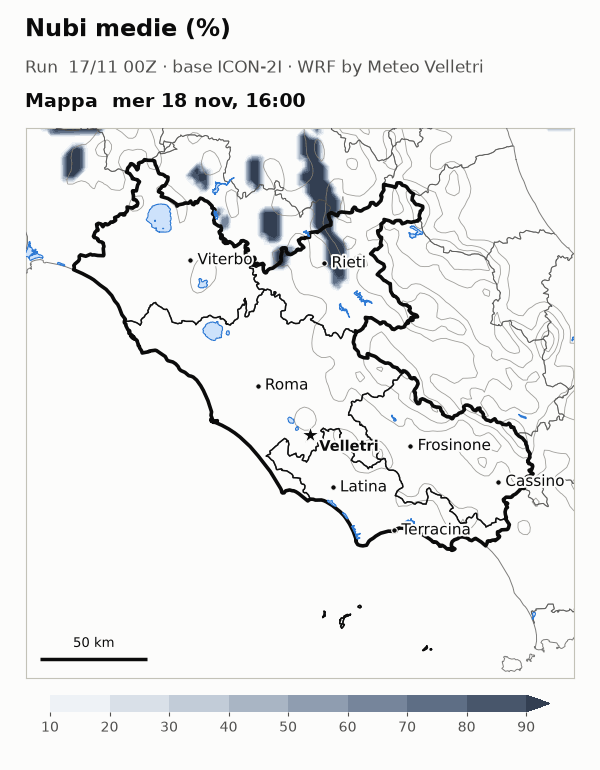 Nubi medie (%)
Run  17/11 00Z · base ICON-2I · WRF by Meteo Velletri
Mappa  mer 18 nov, 16:00
Viterbo
Rieti
Roma
Velletri
Frosinone
Latina
Cassino
Terracina
50 km
10 20 30 40 50 60 70 80 90